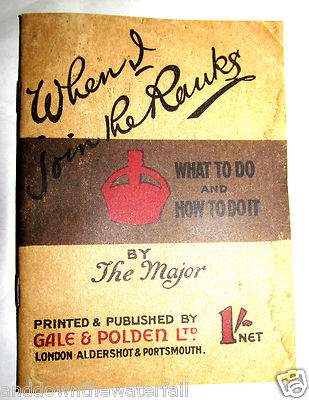 When I
Join the Ranks
WHAT TO DO
AND
HOW TO DO IT
BY
The Major
PRINTED & PUBLISHED BY
GALE & POLDEN LTD
LONDON·ALDERSHOT & PORTSMOUTH.
1/- NET
anddownthewaterfall